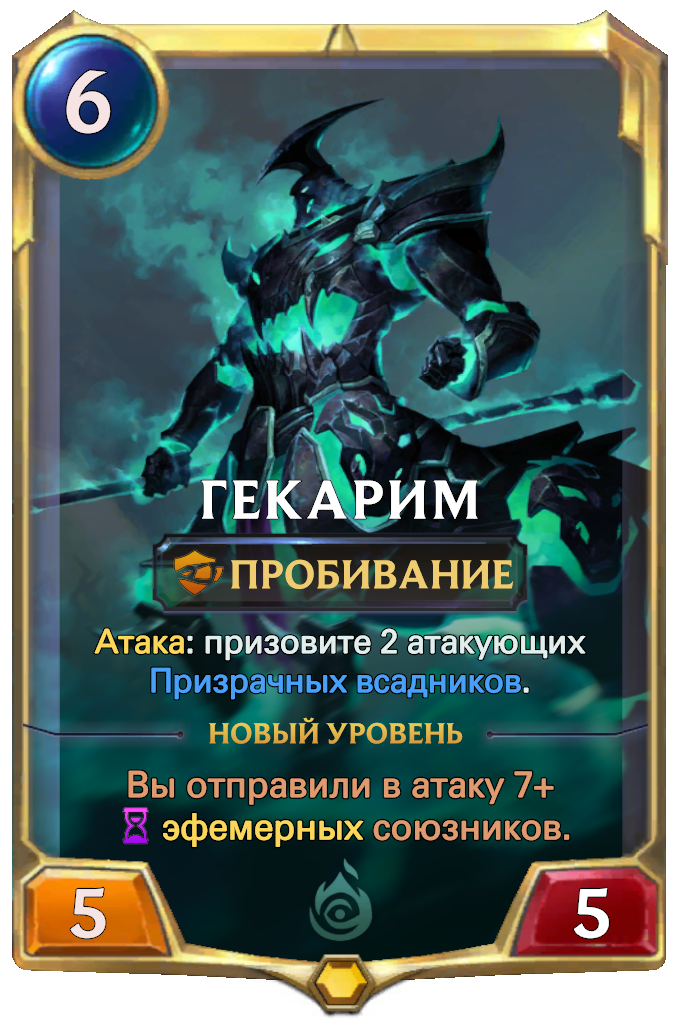 6
ГЕКАРИМ
ПРОБИВАНИЕ
Атака: призовите 2 атакующих
Призрачных всадников.
НОВЫЙ УРОВЕНЬ
Вы отправили в атаку 7+
эфемерных союзников.
5 5